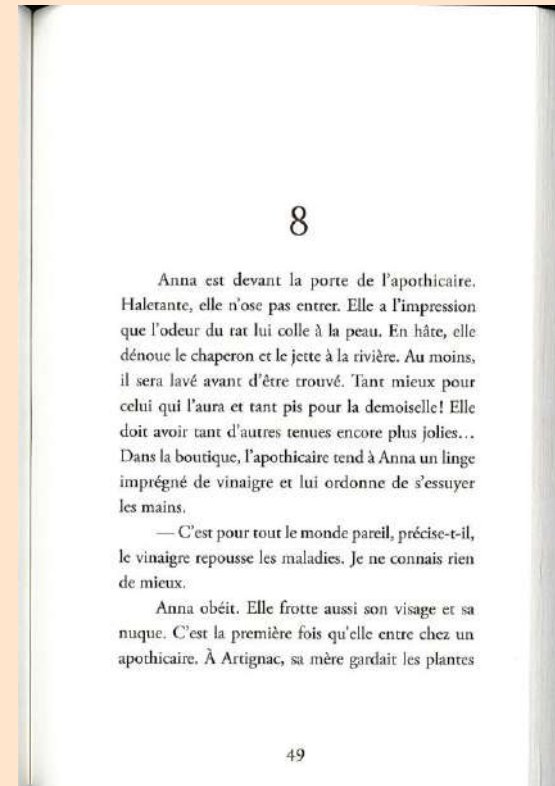 8
Anna est devant la porte de l'apothicaire.
Haletante, elle n'ose pas entrer. Elle a l'impression
que l'odeur du rat lui colle à la peau. En hâte, elle
dénoue le chaperon et le jette à la rivière. Au moins,
il sera lavé avant d'être trouvé. Tant mieux pour
celui qui l'aura et tant pis pour la demoiselle! Elle
doit avoir tant d'autres tenues encore plus jolies...
Dans la boutique, l'apothicaire tend à Anna un linge
imprégné de vinaigre et lui ordonne de s'essuyer
les mains.
— C'est pour tout le monde pareil, précise-t-il,
le vinaigre repousse les maladies. Je ne connais rien
de mieux.
Anna obéit. Elle frotte aussi son visage et sa
nuque. C'est la première fois qu'elle entre chez un
apothicaire. À Artignac, sa mère gardait les plantes
49